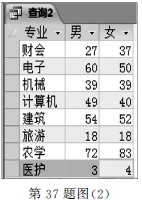 查询2
专业 男 女
财会 27 37
电子 60 50
机械 39 39
计算机 49 40
建筑 54 52
旅游 18 18
农学 72 83
医护 3 4
第 37 题图(2)